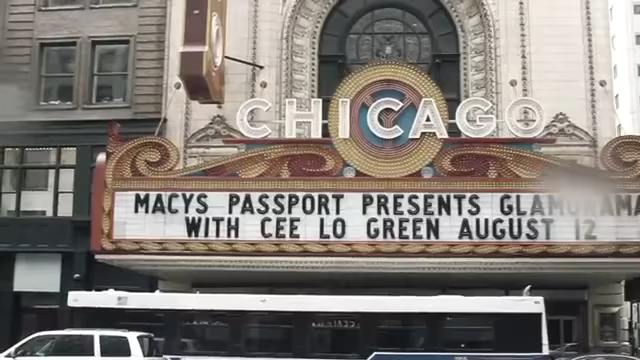 CHICAGO
MACYS PASSPORT PRESENTS GLAMORAMA
WITH CEE LO GREEN AUGUST 12